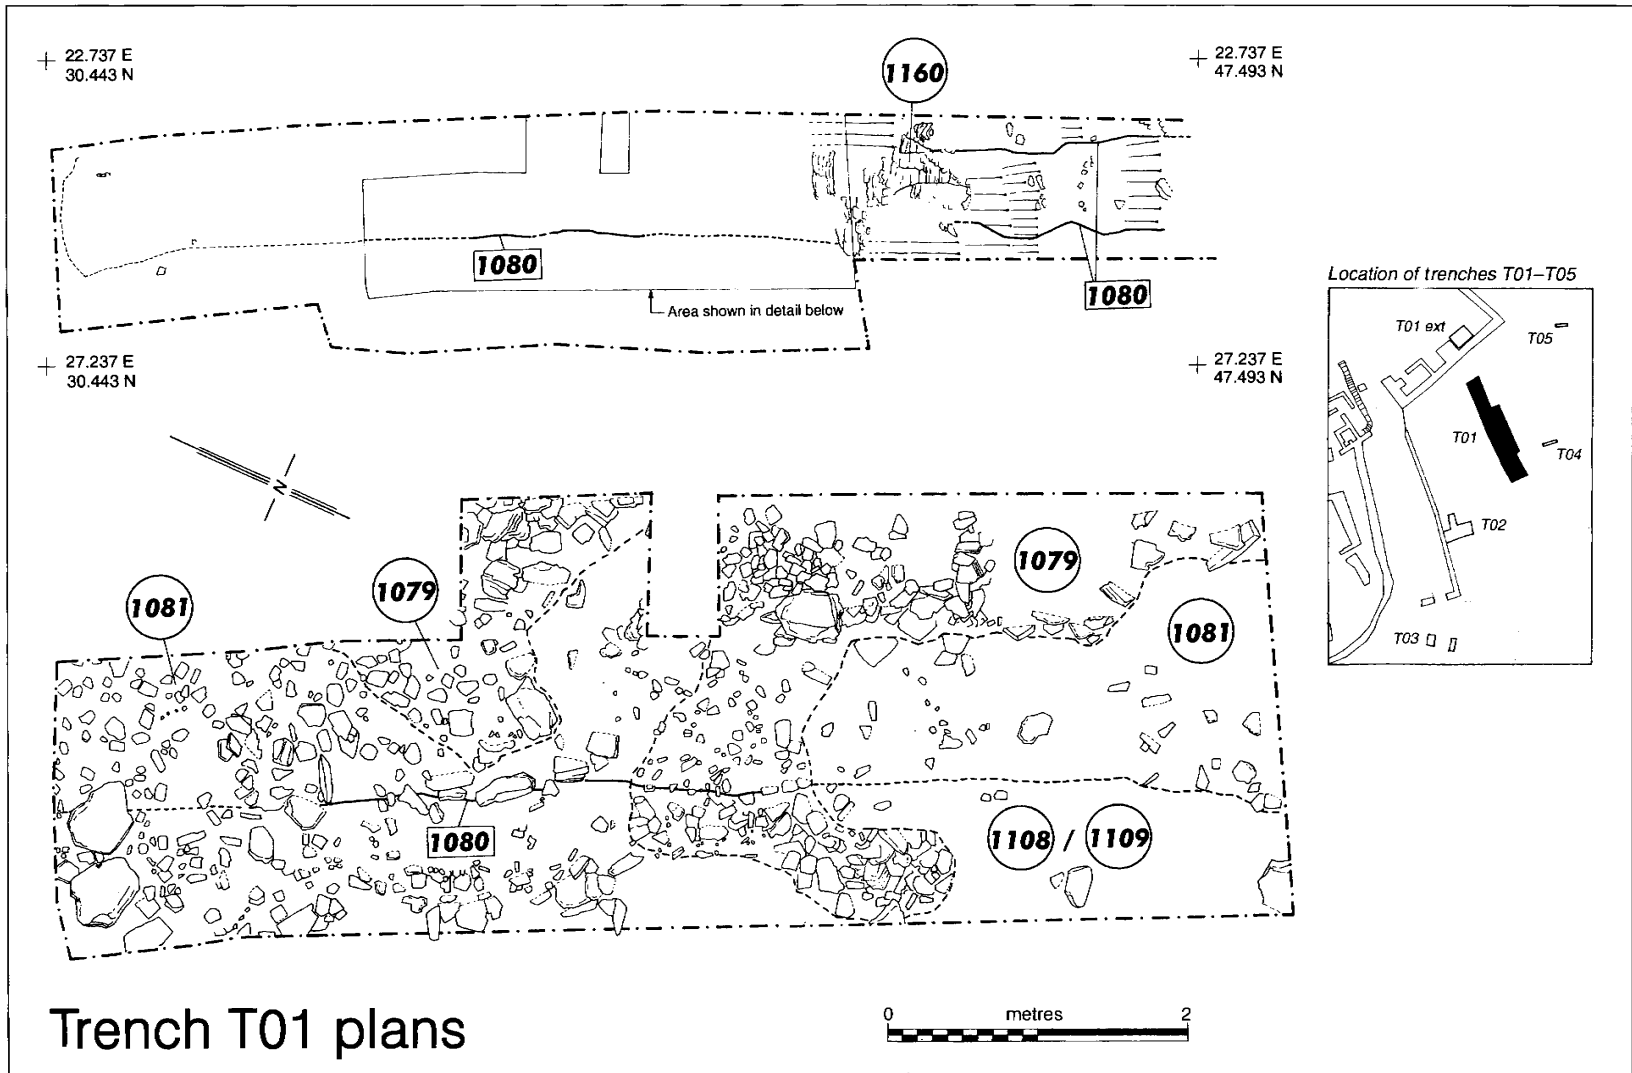 22.737 E
30.443 N
1160
22.737 E
47.493 N
1080
1080
Area shown in detail below
27.237 E
30.443 N
27.237 E
47.493 N
Location of trenches T01–T05
T01 ext
T05
T01
T04
T02
T03
N
1081
1079
1079
1081
1080
1108 / 1109
Trench T01 plans
0 metres 2